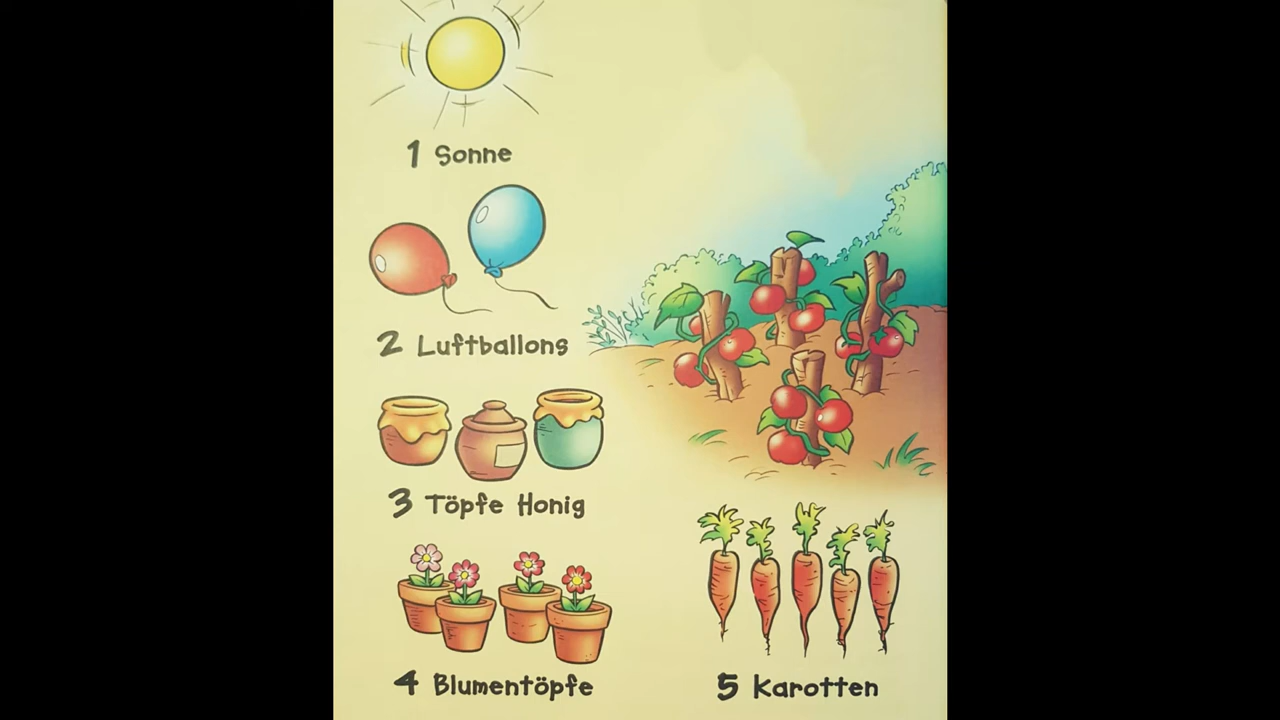 1 Sonne
2 Luftballons
3 Töpfe Honig
4 Blumentöpfe
5 Karotten